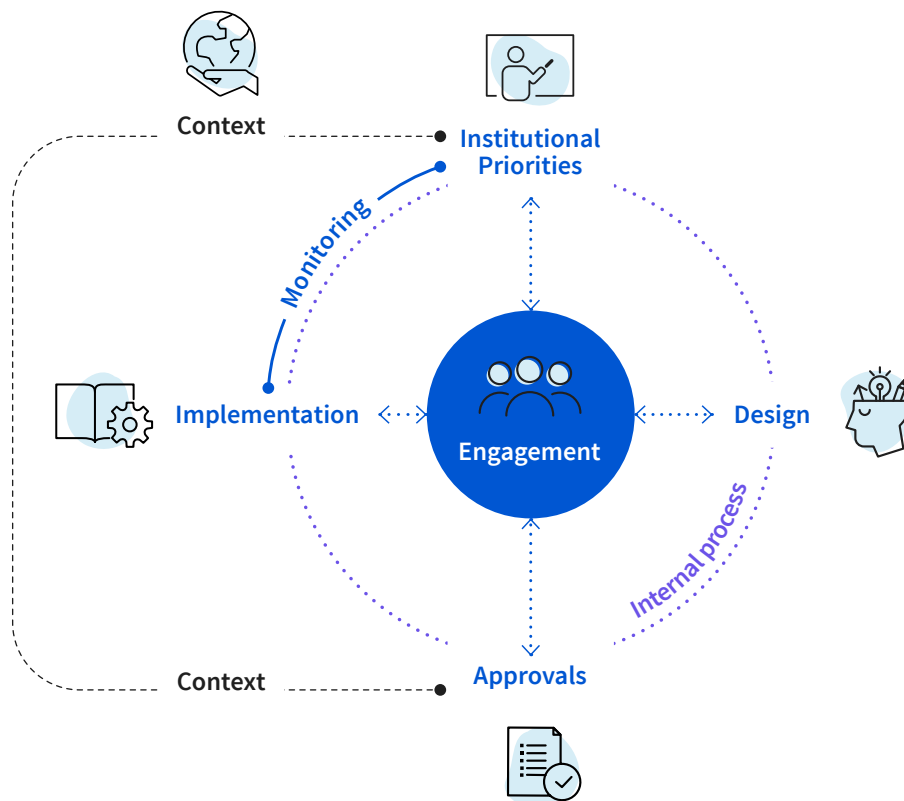 Context
Institutional
Priorities
Monitoring
Implementation
Engagement
Design
Internal process
Context
Approvals